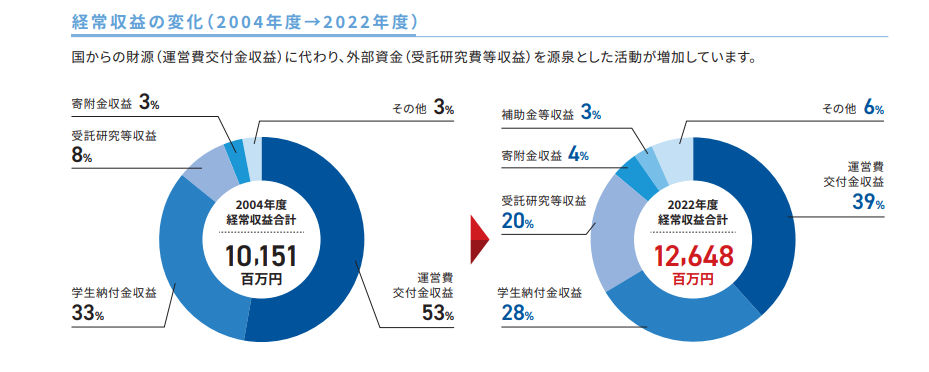 経常収益の変化(2004年度→2022年度)
国からの財源(運営費交付金収益)に代わり、外部資金(受託研究費等収益)を源泉とした活動が増加しています。
寄附金収益 3%
その他 3%
受託研究等収益
8%
2004年度
経常収益合計
10,151
百万円
学生納付金収益
33%
運営費
交付金収益
53%
補助金等収益 3%
その他 6%
寄附金収益 4%
運営費
交付金収益
39%
受託研究等収益
20%
2022年度
経常収益合計
12,648
百万円
学生納付金収益
28%